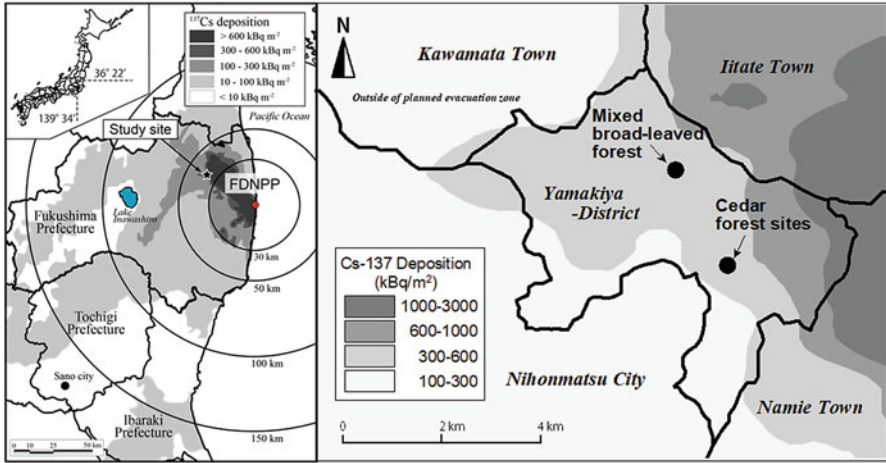 ¹³⁷Cs deposition
> 600 kBq m⁻²
300 - 600 kBq m⁻²
100 - 300 kBq m⁻²
10 - 100 kBq m⁻²
< 10 kBq m⁻²
36° 22′
139° 34′
Pacific Ocean
Study site
FDNPP
Fukushima
Prefecture
Lake
Inawashiro
30 km
50 km
Tochigi
Prefecture
100 km
Sano city
Ibaraki
Prefecture
150 km
0 10 20 30 40 50 km
N
Kawamata Town
Iitate Town
Outside of planned evacuation zone
Mixed
broad-leaved
forest
Yamakiya
-District
Cedar
forest sites
Cs-137 Deposition
(kBq/m²)
1000-3000
600-1000
300-600
100-300
Nihonmatsu City
Namie Town
0 2 km 4 km